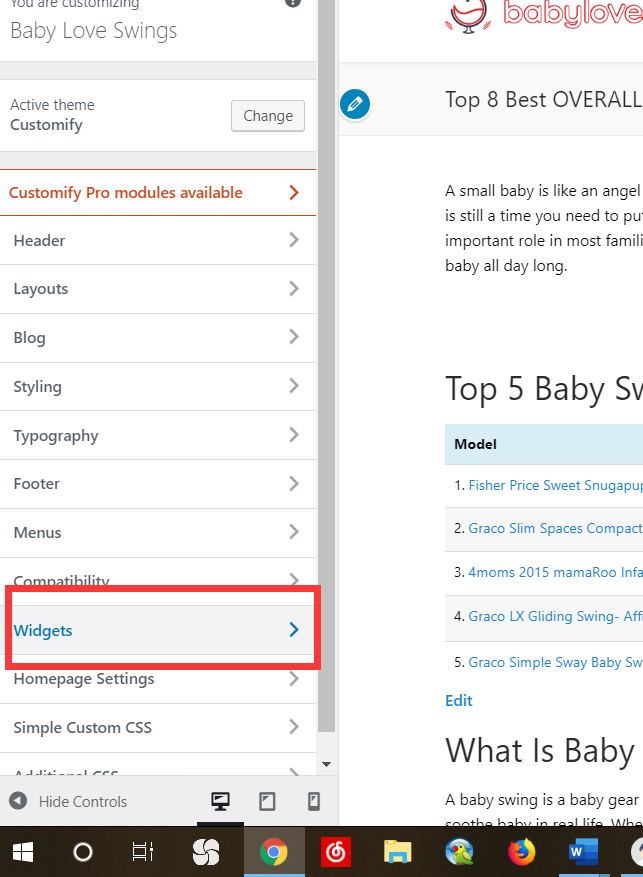 You are customizing
Baby Love Swings
Active theme
Customify
Change
Customify Pro modules available
Header
Layouts
Blog
Styling
Typography
Footer
Menus
Compatibility
Widgets
Homepage Settings
Simple Custom CSS
Additional CSS
Hide Controls
babylove
Top 8 Best OVERALL
A small baby is like an angel
is still a time you need to pu
important role in most famili
baby all day long.
Top 5 Baby Sw
Model
1. Fisher Price Sweet Snugapup
2. Graco Slim Spaces Compact
3. 4moms 2015 mamaRoo Infa
4. Graco LX Gliding Swing- Affi
5. Graco Simple Sway Baby Sw
Edit
What Is Baby
A baby swing is a baby gear
soothe baby in real life. Whe